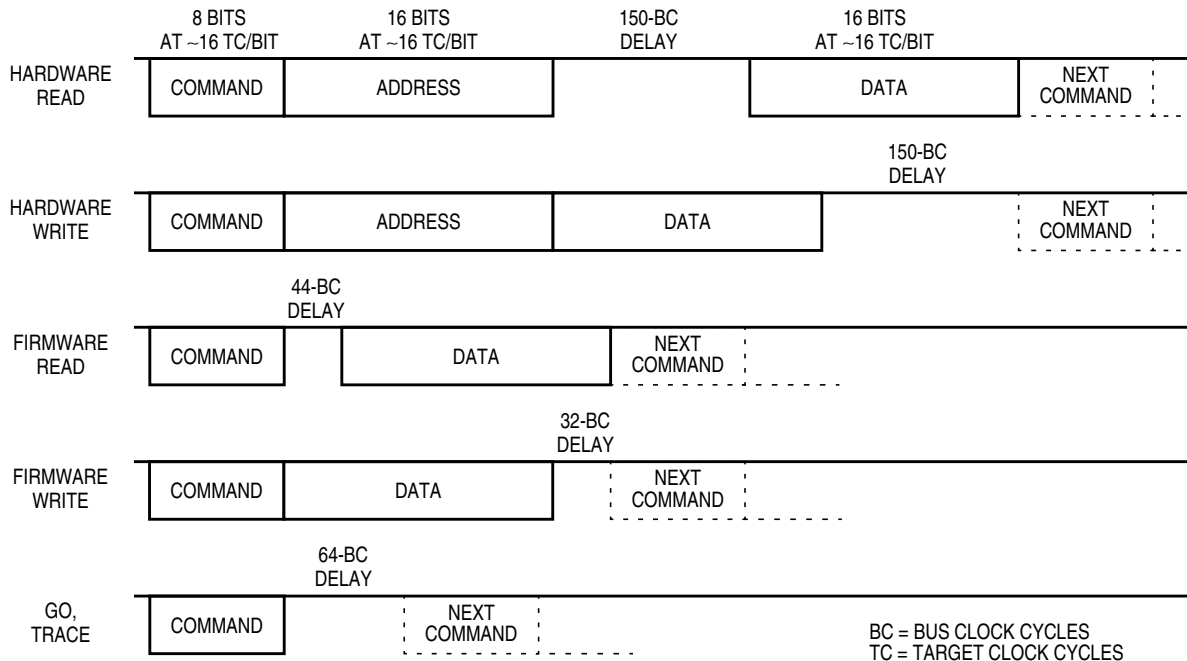 8 BITS
AT ~16 TC/BIT
16 BITS
AT ~16 TC/BIT
150-BC
DELAY
16 BITS
AT ~16 TC/BIT
HARDWARE
READ
COMMAND
ADDRESS
DATA
NEXT
COMMAND
150-BC
DELAY
HARDWARE
WRITE
COMMAND
ADDRESS
DATA
NEXT
COMMAND
44-BC
DELAY
FIRMWARE
READ
COMMAND
DATA
NEXT
COMMAND
32-BC
DELAY
FIRMWARE
WRITE
COMMAND
DATA
NEXT
COMMAND
64-BC
DELAY
GO,
TRACE
COMMAND
NEXT
COMMAND
BC = BUS CLOCK CYCLES
TC = TARGET CLOCK CYCLES